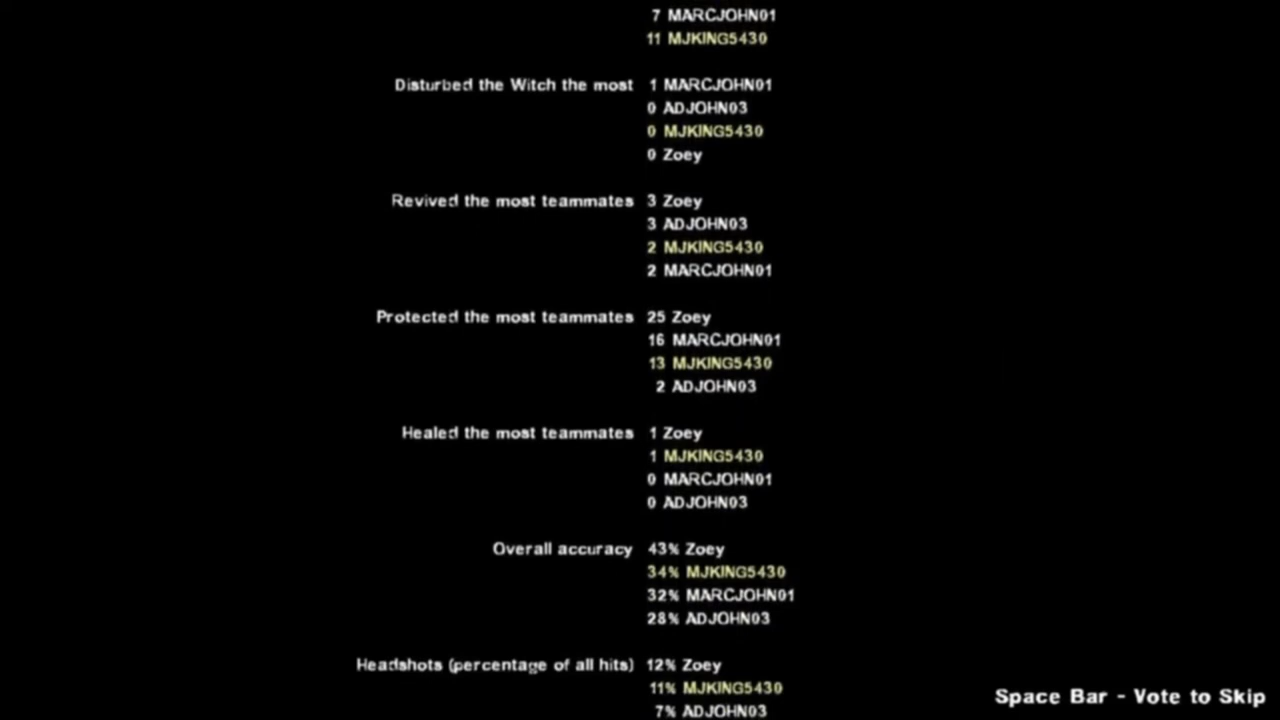 7 MARCJOHN01
11 MJKING5430
Disturbed the Witch the most 1 MARCJOHN01
0 ADJOHN03
0 MJKING5430
0 Zoey
Revived the most teammates 3 Zoey
3 ADJOHN03
2 MJKING5430
2 MARCJOHN01
Protected the most teammates 25 Zoey
16 MARCJOHN01
13 MJKING5430
2 ADJOHN03
Healed the most teammates 1 Zoey
1 MJKING5430
0 MARCJOHN01
0 ADJOHN03
Overall accuracy 43% Zoey
34% MJKING5430
32% MARCJOHN01
28% ADJOHN03
Headshots (percentage of all hits) 12% Zoey
11% MJKING5430
7% ADJOHN03
Space Bar - Vote to Skip